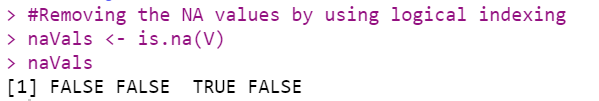 > #Removing the NA values by using logical indexing
> naVals <- is.na(V)
> naVals
[1] FALSE FALSE  TRUE FALSE